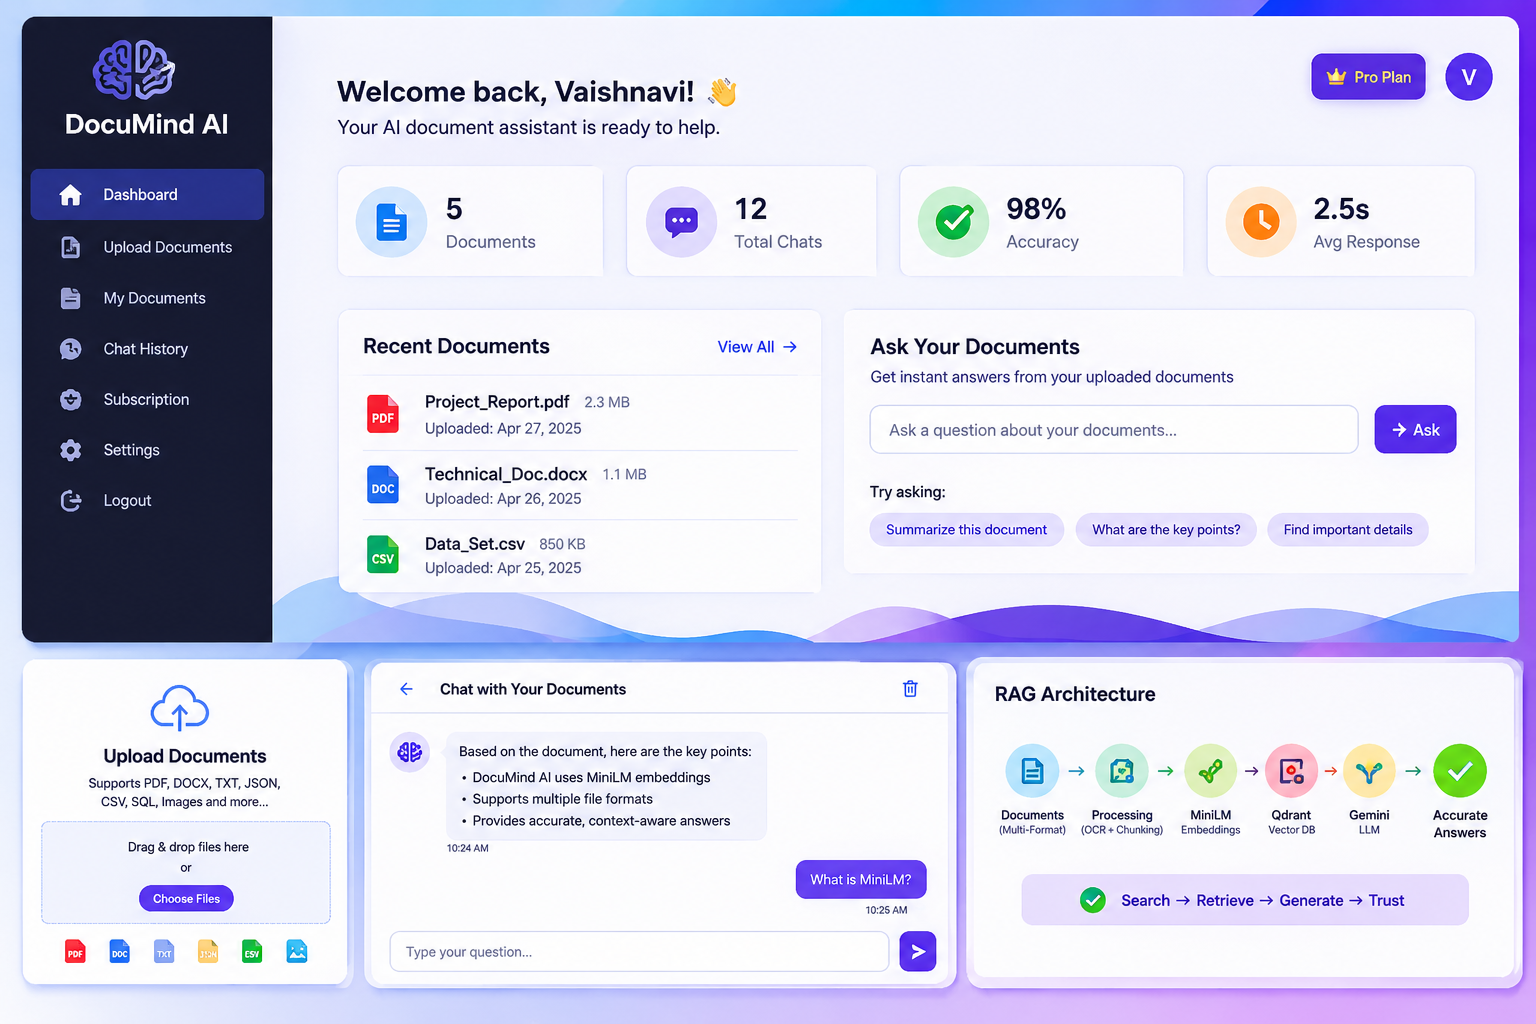 DocuMind AI
Dashboard
Upload Documents
My Documents
Chat History
Subscription
Settings
Logout
Welcome back, Vaishnavi!
Your AI document assistant is ready to help.
Pro Plan
V
5
Documents
12
Total Chats
98%
Accuracy
2.5s
Avg Response
Recent Documents
View All →
PDF
Project_Report.pdf 2.3 MB
Uploaded: Apr 27, 2025
DOC
Technical_Doc.docx 1.1 MB
Uploaded: Apr 26, 2025
CSV
Data_Set.csv 850 KB
Uploaded: Apr 25, 2025
Ask Your Documents
Get instant answers from your uploaded documents
Ask a question about your documents...
→ Ask
Try asking:
Summarize this document
What are the key points?
Find important details
Upload Documents
Supports PDF, DOCX, TXT, JSON,
CSV, SQL, Images and more...
Drag & drop files here
or
Choose Files
PDF
DOC
TXT
JSON
ESV
← Chat with Your Documents
Based on the document, here are the key points:
• DocuMind AI uses MiniLM embeddings
• Supports multiple file formats
• Provides accurate, context-aware answers
10:24 AM
What is MiniLM?
10:25 AM
Type your question...
RAG Architecture
Documents
(Multi-Format)
Processing
(OCR + Chunking)
MiniLM
Embeddings
Qdrant
Vector DB
Gemini
LLM
Accurate
Answers
Search → Retrieve → Generate → Trust